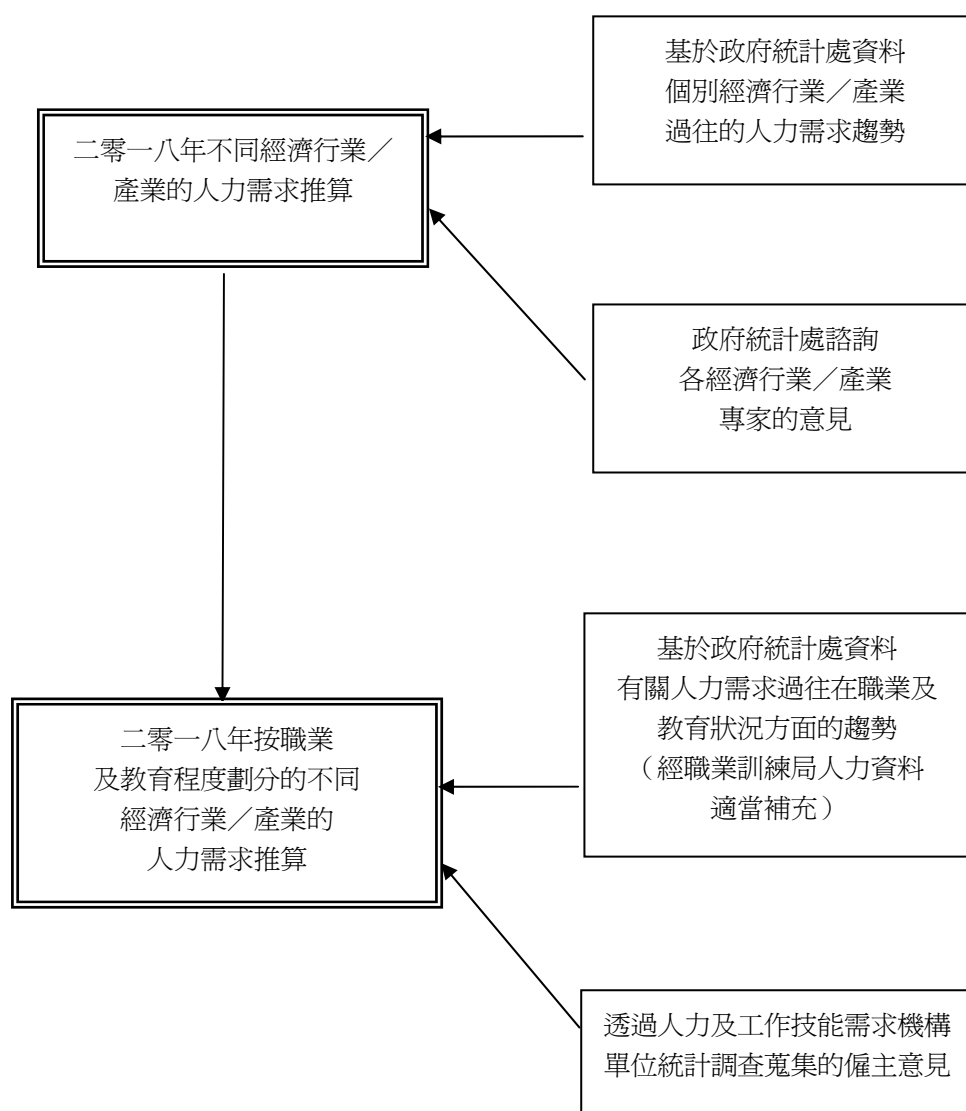 基於政府統計處資料
個別經濟行業／產業
過往的人力需求趨勢
二零一八年不同經濟行業／
產業的人力需求推算
政府統計處諮詢
各經濟行業／產業
專家的意見
基於政府統計處資料
有關人力需求過往在職業及
教育狀況方面的趨勢
（經職業訓練局人力資料
適當補充）
二零一八年按職業
及教育程度劃分的不同
經濟行業／產業的
人力需求推算
透過人力及工作技能需求機構
單位統計調查蒐集的僱主意見